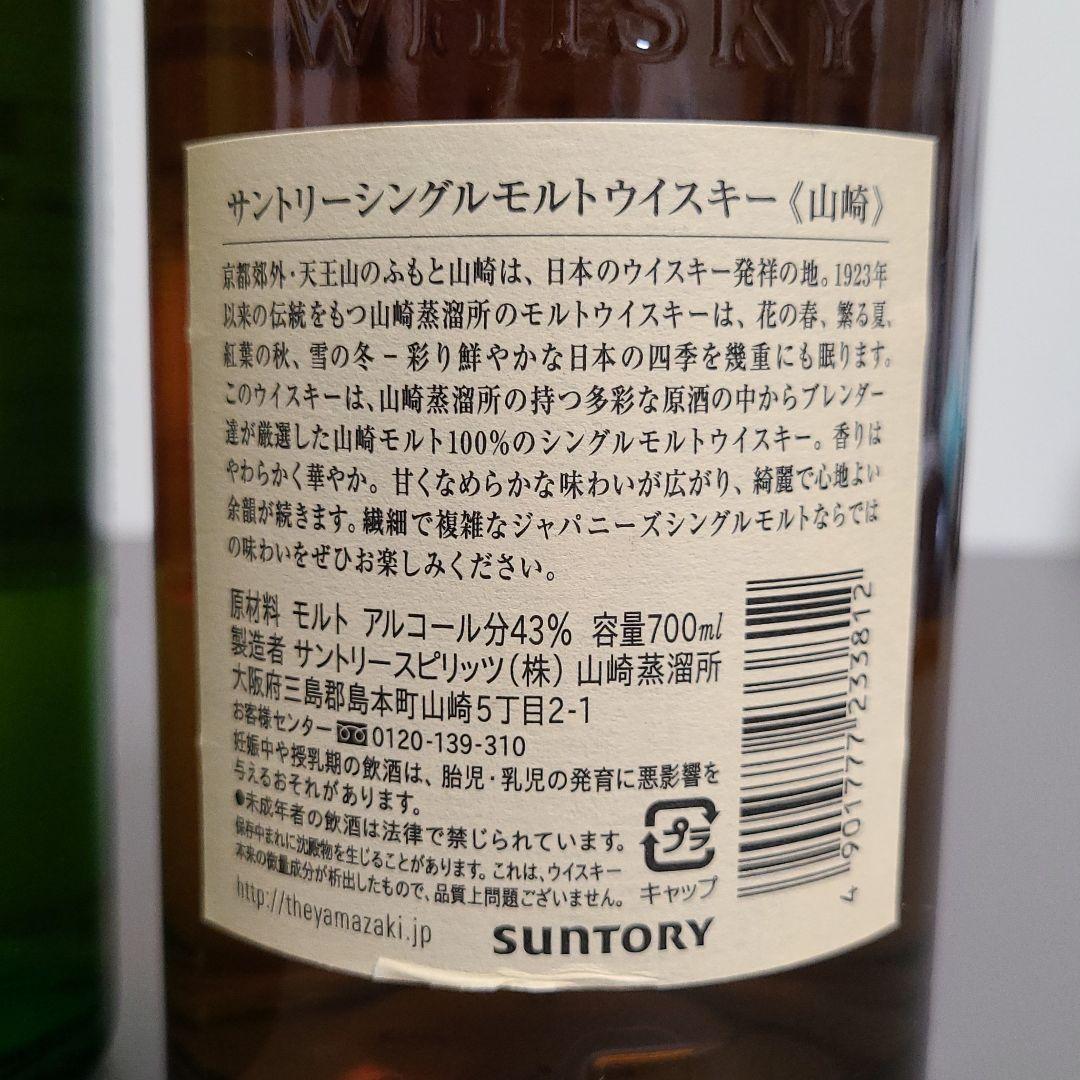 WHISKY
サントリーシングルモルトウイスキー《山崎》
京都郊外・天王山のふもと山崎は、日本のウイスキー発祥の地。1923年
以来の伝統をもつ山崎蒸溜所のモルトウイスキーは、花の春、繁る夏、
紅葉の秋、雪の冬－彩り鮮やかな日本の四季を幾重にも眠ります。
このウイスキーは、山崎蒸溜所の持つ多彩な原酒の中からブレンダー
達が厳選した山崎モルト100%のシングルモルトウイスキー。香りは
やわらかく華やか。甘くなめらかな味わいが広がり、綺麗で心地よい
余韻が続きます。繊細で複雑なジャパニーズシングルモルトならでは
の味わいをぜひお楽しみください。
原材料 モルト アルコール分43% 容量700ml
製造者 サントリースピリッツ(株) 山崎蒸溜所
大阪府三島郡島本町山崎5丁目2-1
お客様センター 0120-139-310
妊娠中や授乳期の飲酒は、胎児・乳児の発育に悪影響を
与えるおそれがあります。
●未成年者の飲酒は法律で禁じられています。
保存中まれに沈殿物を生じることがあります。これは、ウイスキー
本来の微量成分が析出したもので、品質上問題ございません。
プラ
キャップ
http://theyamazaki.jp
SUNTORY
4 901777 233812